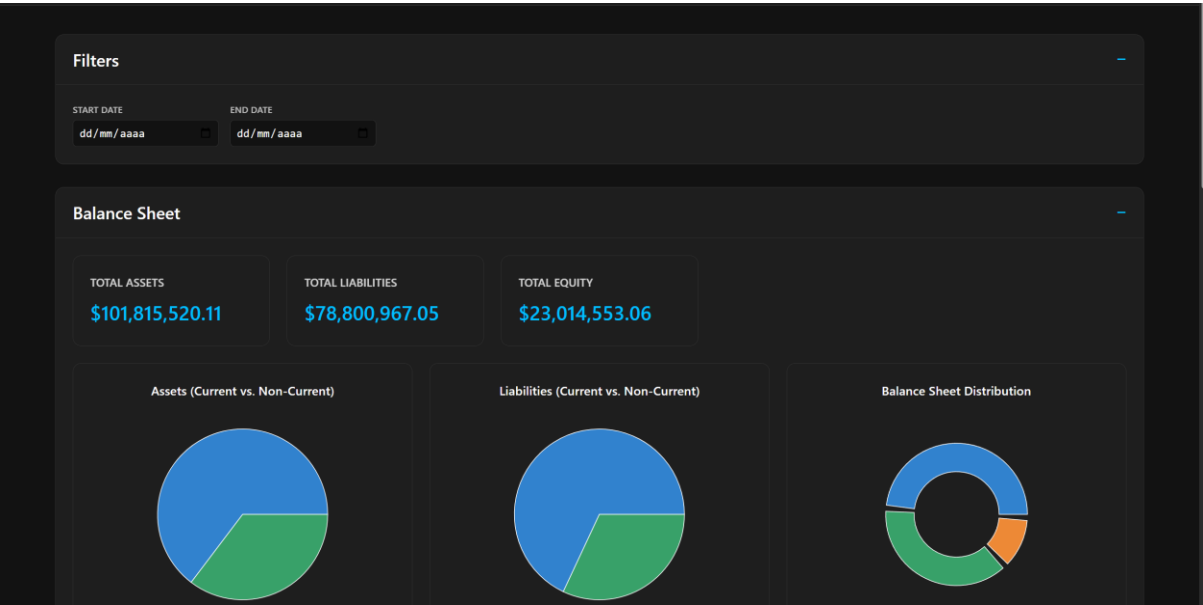 Filters
–
START DATE
END DATE
dd/mm/aaaa
dd/mm/aaaa
Balance Sheet
–
TOTAL ASSETS
TOTAL LIABILITIES
TOTAL EQUITY
$101,815,520.11
$78,800,967.05
$23,014,553.06
Assets (Current vs. Non-Current)
Liabilities (Current vs. Non-Current)
Balance Sheet Distribution